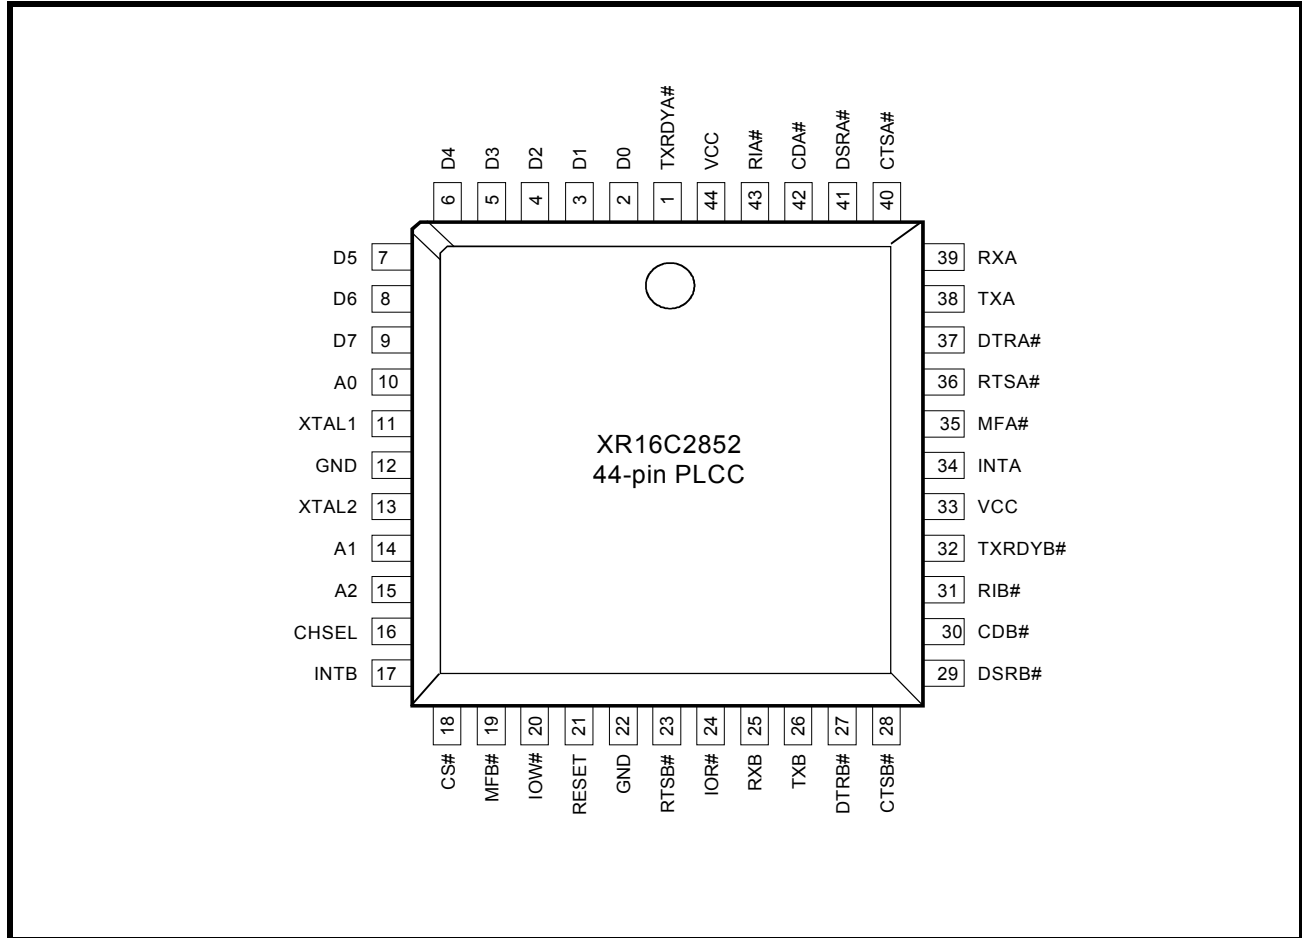 D4 D3 D2 D1 D0 TXRDYA# VCC RIA# CDA# DSRA# CTSA#
6 5 4 3 2 1 44 43 42 41 40
D5 7
D6 8
D7 9
A0 10
XTAL1 11
GND 12
XTAL2 13
A1 14
A2 15
CHSEL 16
INTB 17
XR16C2852
44-pin PLCC
39 RXA
38 TXA
37 DTRA#
36 RTSA#
35 MFA#
34 INTA
33 VCC
32 TXRDYB#
31 RIB#
30 CDB#
29 DSRB#
18 19 20 21 22 23 24 25 26 27 28
CS# MFB# IOW# RESET GND RTSB# IOR# RXB TXB DTRB# CTSB#